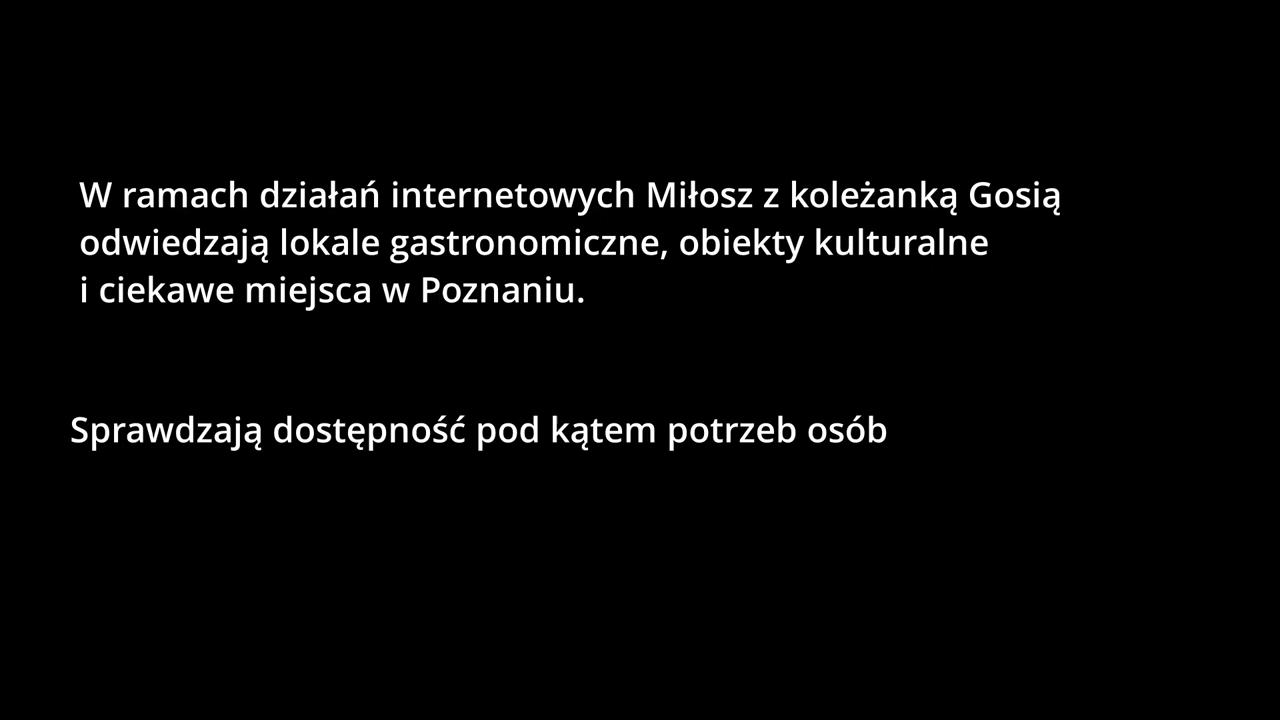 W ramach działań internetowych Miłosz z koleżanką Gosią
odwiedzają lokale gastronomiczne, obiekty kulturalne
i ciekawe miejsca w Poznaniu.
Sprawdzają dostępność pod kątem potrzeb osób